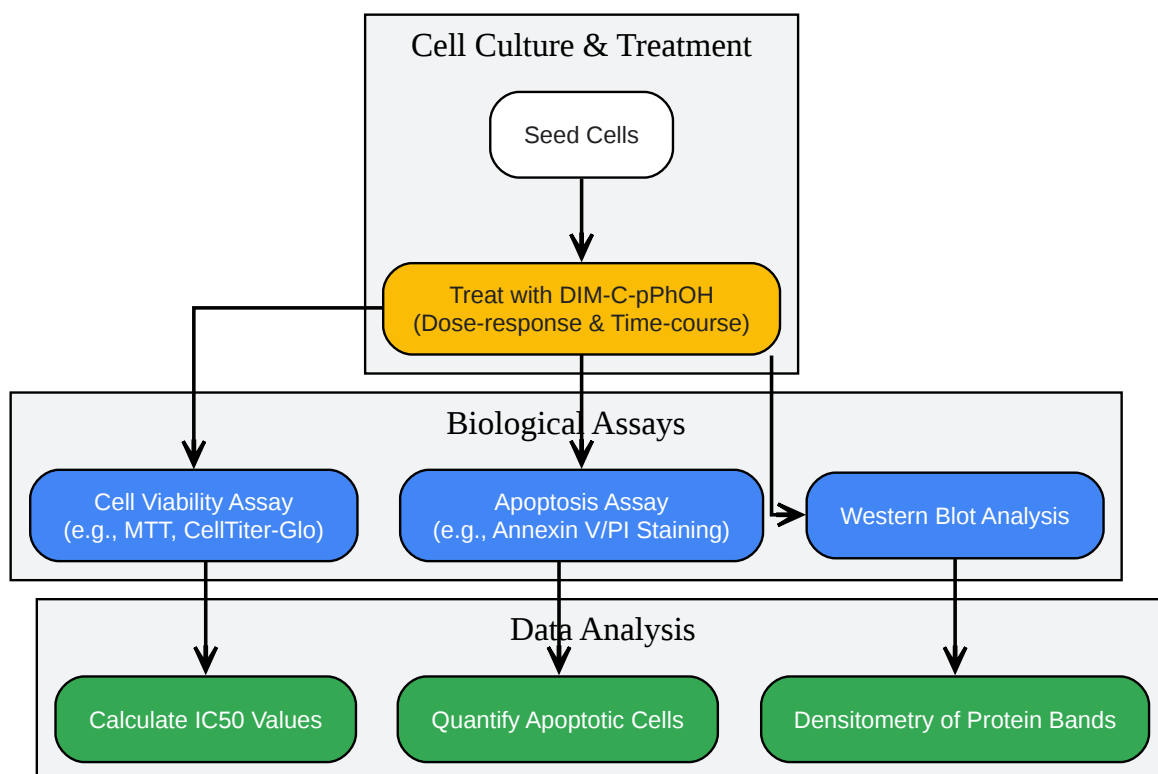 Cell Culture & Treatment
Seed Cells
Treat with DIM-C-pPhOH
(Dose-response & Time-course)
Biological Assays
Cell Viability Assay
(e.g., MTT, CellTiter-Glo)
Apoptosis Assay
(e.g., Annexin V/PI Staining)
Western Blot Analysis
Data Analysis
Calculate IC50 Values
Quantify Apoptotic Cells
Densitometry of Protein Bands